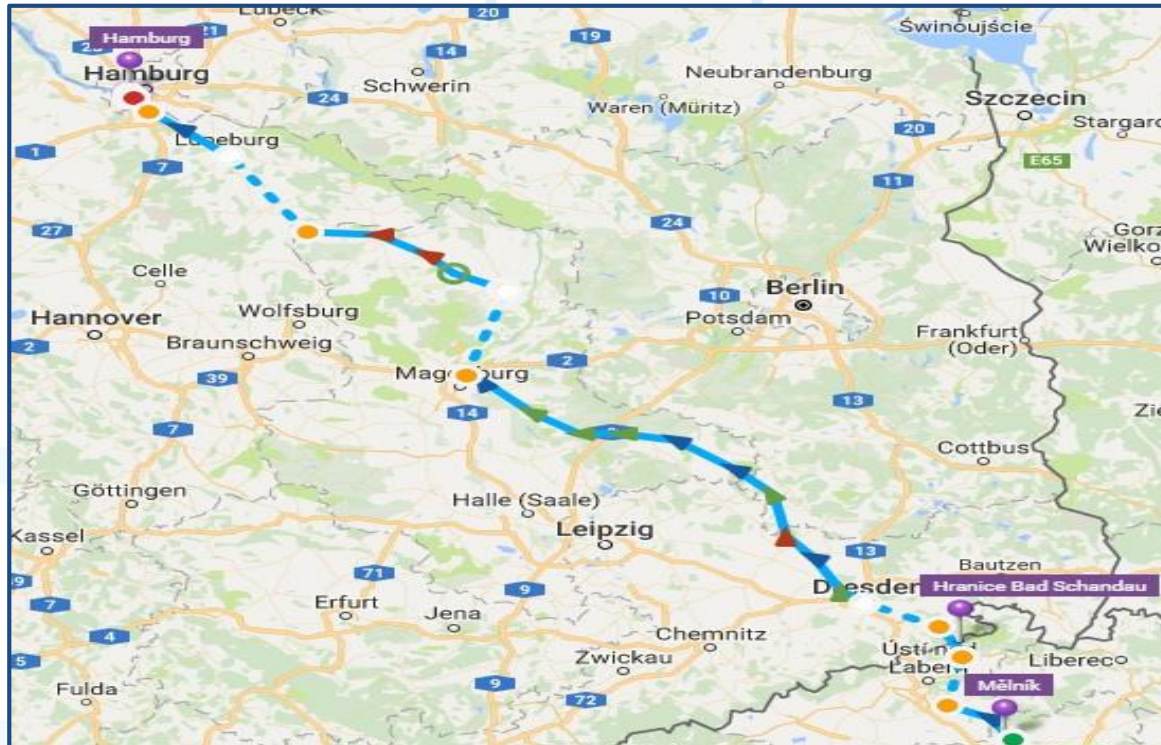 Lübeck
20
Świnoujście
Hamburg
21
23
14
19
Neubrandenburg
Hamburg
Schwerin
24
Waren (Müritz)
Szczecin
20
Stargard
1
Lüneburg
7
E65
11
27
24
Celle
10
Berlin
Wolfsburg
Potsdam
Hannover
Frankfurt
(Oder)
2
Braunschweig
2
39
Magdeburg
14
13
7
Cottbus
Göttingen
Halle (Saale)
Leipzig
Kassel
13
Bautzen
71
Dresden
Hranice Bad Schandau
7
9
Erfurt
Jena
4
Chemnitz
5
Zwickau
Liberec
Fulda
9
72
Mělník